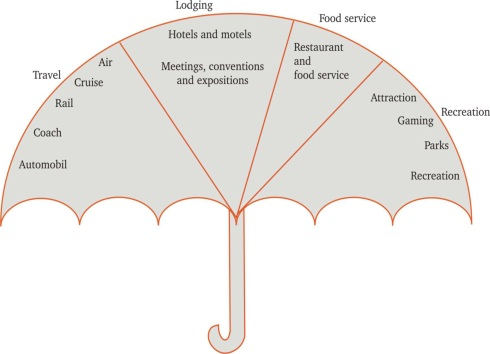 Lodging
Food service
Hotels and motels
Restaurant
and
food service
Meetings, conventions
and expositions
Travel
Air
Cruise
Rail
Coach
Automobil
Attraction
Gaming
Parks
Recreation
Recreation